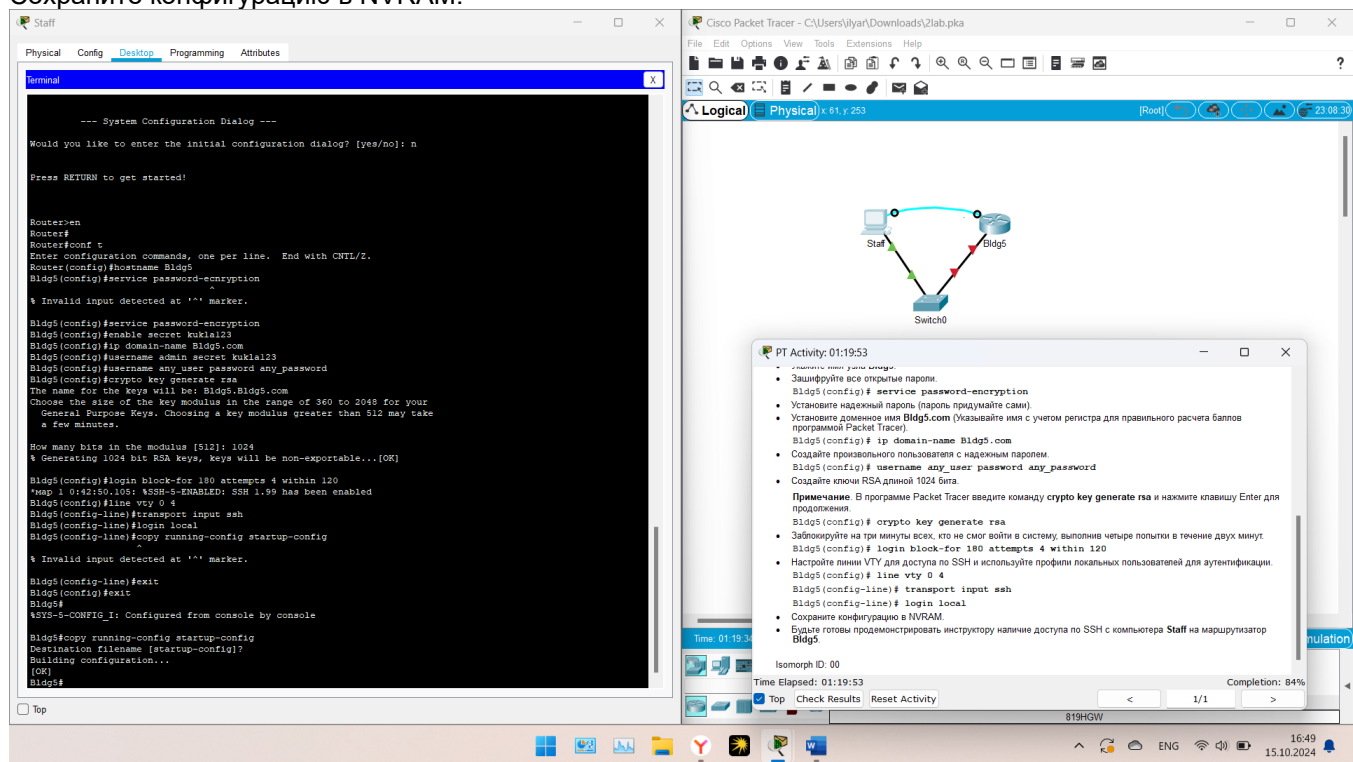 Сохраните конфигурацию в NVRAM.
Staff
Physical Config Desktop Programming Attributes
Terminal
X
--- System Configuration Dialog ---
Would you like to enter the initial configuration dialog? [yes/no]: n
Press RETURN to get started!
Router>en
Router#
Router#conf t
Enter configuration commands, one per line. End with CNTL/Z.
Router(config)#hostname Bldg5
Bldg5(config)#service password-ecnryption
^
% Invalid input detected at '^' marker.
Bldg5(config)#service password-encryption
Bldg5(config)#enable secret kukla123
Bldg5(config)#ip domain-name Bldg5.com
Bldg5(config)#username admin secret kukla123
Bldg5(config)#username any_user password any_password
Bldg5(config)#crypto key generate rsa
The name for the keys will be: Bldg5.Bldg5.com
Choose the size of the key modulus in the range of 360 to 2048 for your
General Purpose Keys. Choosing a key modulus greater than 512 may take
a few minutes.
How many bits in the modulus [512]: 1024
% Generating 1024 bit RSA keys, keys will be non-exportable...[OK]
Bldg5(config)#login block-for 180 attempts 4 within 120
*мар 1 0:42:50.105: %SSH-5-ENABLED: SSH 1.99 has been enabled
Bldg5(config)#line vty 0 4
Bldg5(config-line)#transport input ssh
Bldg5(config-line)#login local
Bldg5(config-line)#copy running-config startup-config
^
% Invalid input detected at '^' marker.
Bldg5(config-line)#exit
Bldg5(config)#exit
Bldg5#
%SYS-5-CONFIG_I: Configured from console by console
Bldg5#copy running-config startup-config
Destination filename [startup-config]?
Building configuration...
[OK]
Bldg5#
Top
Cisco Packet Tracer - C:\Users\ilyar\Downloads\2lab.pka
File Edit Options View Tools Extensions Help
?
Logical Physical x: 61, y: 253 [Root] 23:08:30
Staff
Bldg5
Switch0
PT Activity: 01:19:53
Укажите имя узла Bldg5.
• Зашифруйте все открытые пароли.
Bldg5(config)# service password-encryption
• Установите надежный пароль (пароль придумайте сами).
• Установите доменное имя Bldg5.com (Указывайте имя с учетом регистра для правильного расчета баллов
программой Packet Tracer).
Bldg5(config)# ip domain-name Bldg5.com
• Создайте произвольного пользователя с надежным паролем.
Bldg5(config)# username any_user password any_password
• Создайте ключи RSA длиной 1024 бита.
Примечание. В программе Packet Tracer введите команду crypto key generate rsa и нажмите клавишу Enter для
продолжения.
Bldg5(config)# crypto key generate rsa
• Заблокируйте на три минуты всех, кто не смог войти в систему, выполнив четыре попытки в течение двух минут.
Bldg5(config)# login block-for 180 attempts 4 within 120
• Настройте линии VTY для доступа по SSH и используйте профили локальных пользователей для аутентификации.
Bldg5(config)# line vty 0 4
Bldg5(config-line)# transport input ssh
Bldg5(config-line)# login local
• Сохраните конфигурацию в NVRAM.
• Будьте готовы продемонстрировать инструктору наличие доступа по SSH с компьютера Staff на маршрутизатор
Bldg5.
Isomorph ID: 00
Time Elapsed: 01:19:53 Completion: 84%
Top Check Results Reset Activity < 1/1 >
Time: 01:19:34
819HGW
ENG
16:49
15.10.2024